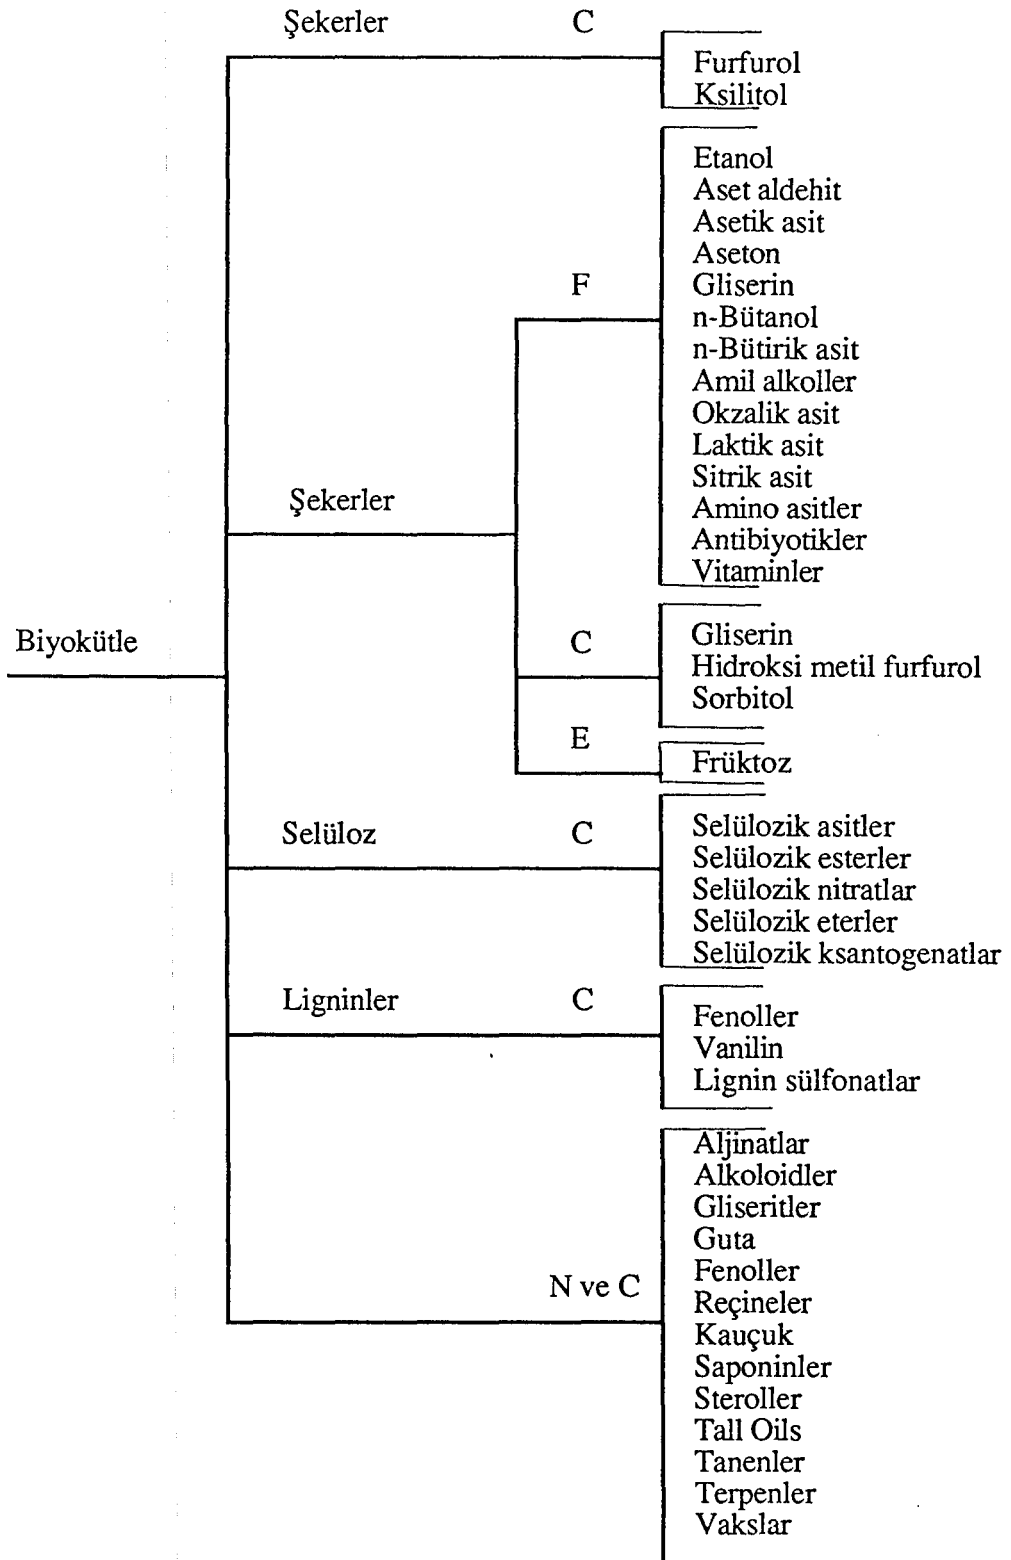 Şekerler C
Furfurol
Ksilitol
Etanol
Aset aldehit
Asetik asit
Aseton
F
Gliserin
n-Bütanol
n-Bütirik asit
Amil alkoller
Okzalik asit
Laktik asit
Sitrik asit
Şekerler
Amino asitler
Antibiyotikler
Vitaminler
Biyokütle
C
Gliserin
Hidroksi metil furfurol
Sorbitol
E
Früktoz
Selüloz C
Selülozik asitler
Selülozik esterler
Selülozik nitratlar
Selülozik eterler
Selülozik ksantogenatlar
Ligninler C
Fenoller
Vanilin
Lignin sülfonatlar
Aljinatlar
Alkoloidler
Gliseritler
Guta
Fenoller
N ve C
Reçineler
Kauçuk
Saponinler
Steroller
Tall Oils
Tanenler
Terpenler
Vakslar